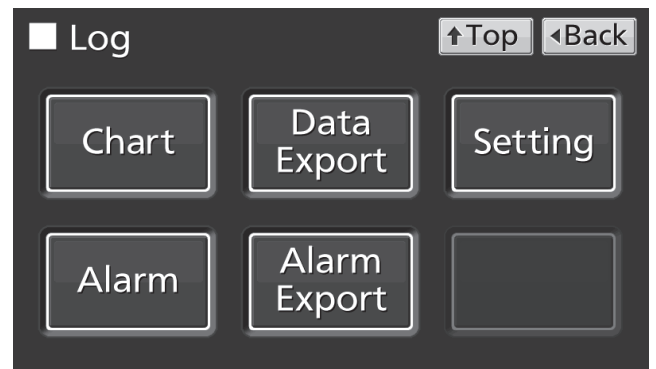 Log
↑Top
◂Back
Chart
Data
Export
Setting
Alarm
Alarm
Export